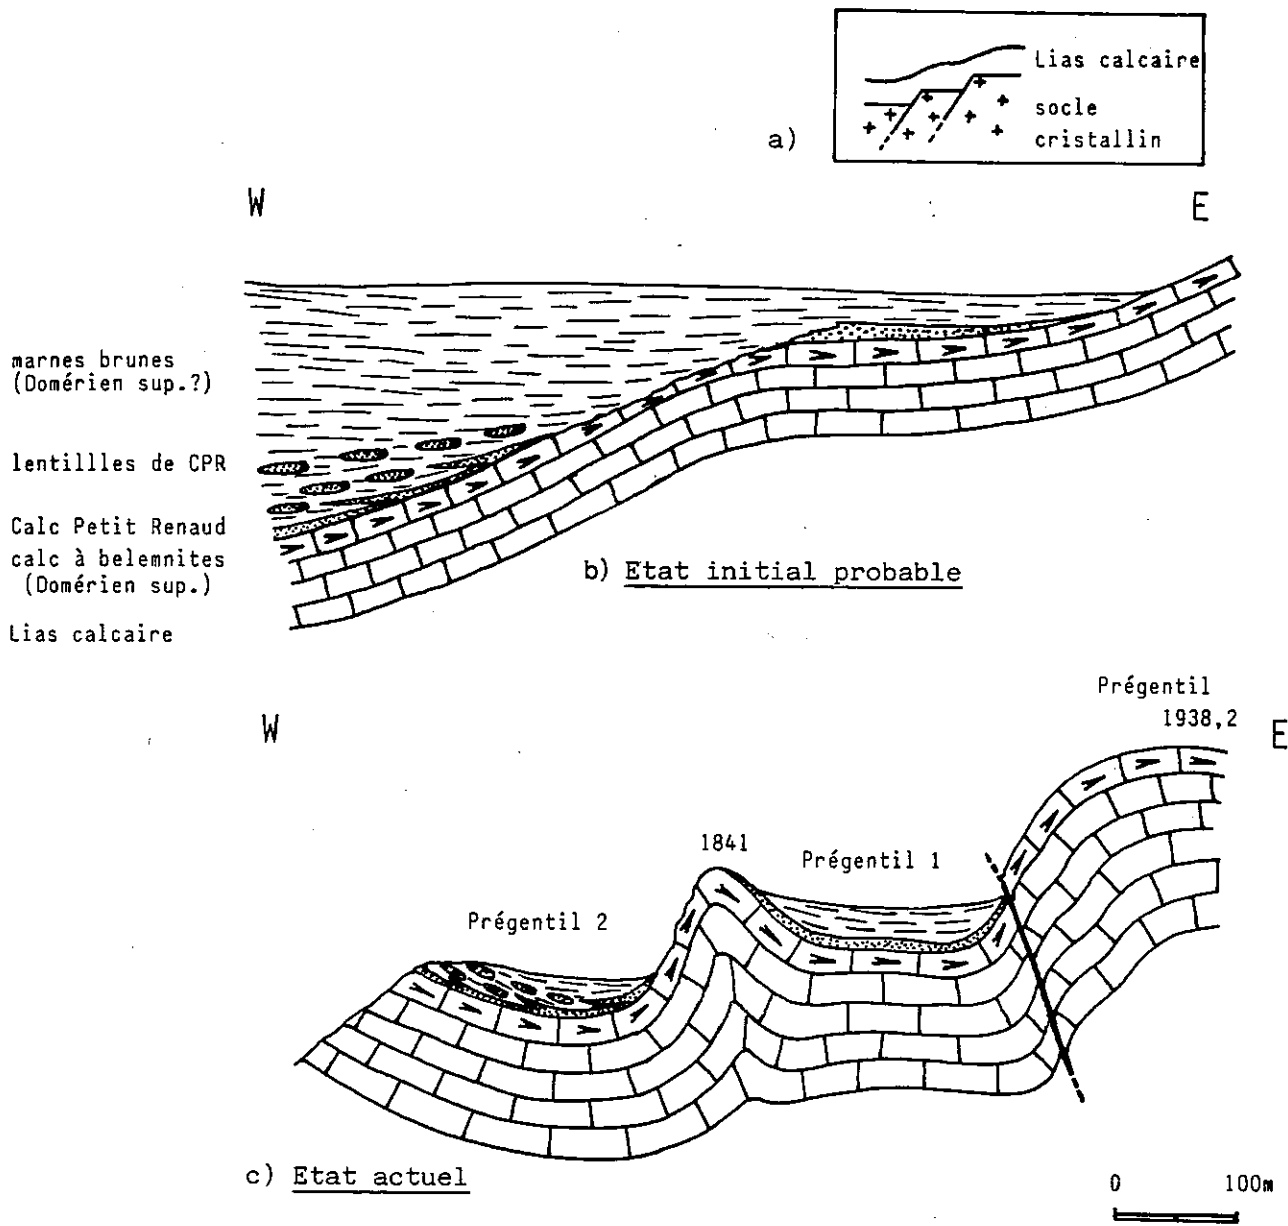 Lias calcaire
socle
cristallin
a)
W
E
marnes brunes
(Domérien sup.?)
lentillles de CPR
Calc Petit Renaud
calc à belemnites
(Domérien sup.)
Lias calcaire
b) Etat initial probable
Prégentil
1938,2
W
E
1841
Prégentil 1
Prégentil 2
c) Etat actuel
0 100m